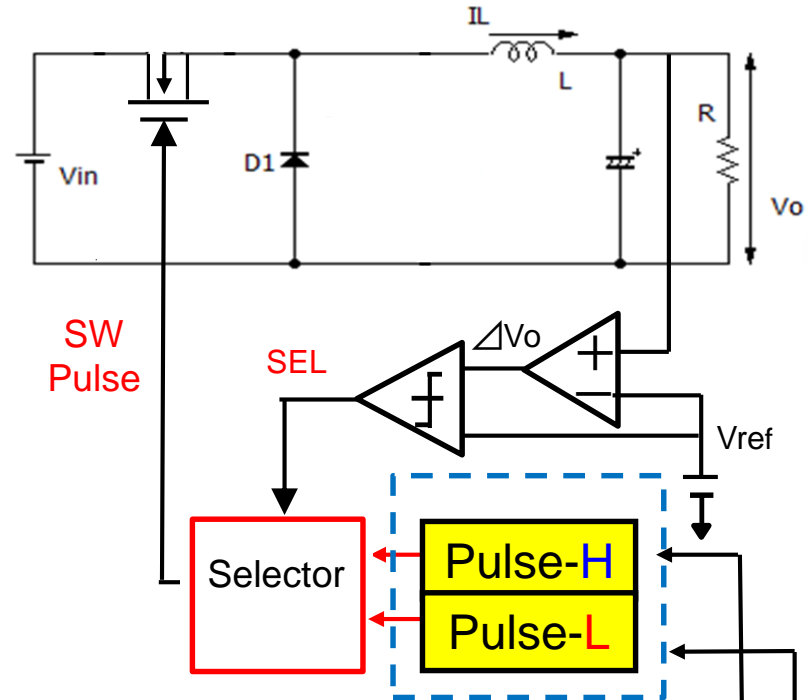 IL
L
R
Vin
D1
+
Vo
SW
Pulse
SEL
⊿Vo
+
−
Vref
Selector
Pulse-H
Pulse-L